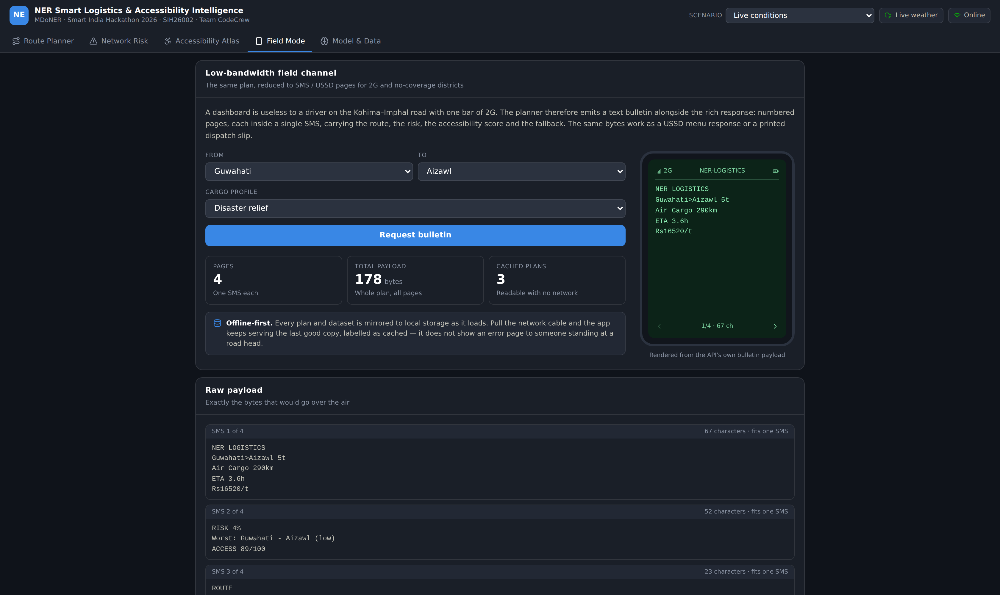 NE
NER Smart Logistics & Accessibility Intelligence
MDoNER · Smart India Hackathon 2026 · SIH26002 · Team CodeCrew
SCENARIO
Live conditions
Live weather
Online
Route Planner
Network Risk
Accessibility Atlas
Field Mode
Model & Data
Low-bandwidth field channel
The same plan, reduced to SMS / USSD pages for 2G and no-coverage districts
A dashboard is useless to a driver on the Kohima–Imphal road with one bar of 2G. The planner therefore emits a text bulletin alongside the rich response: numbered
pages, each inside a single SMS, carrying the route, the risk, the accessibility score and the fallback. The same bytes work as a USSD menu response or a printed
dispatch slip.
FROM
TO
Guwahati
Aizawl
CARGO PROFILE
Disaster relief
Request bulletin
PAGES
4
One SMS each
TOTAL PAYLOAD
178 bytes
Whole plan, all pages
CACHED PLANS
3
Readable with no network
Offline-first. Every plan and dataset is mirrored to local storage as it loads. Pull the network cable and the app
keeps serving the last good copy, labelled as cached — it does not show an error page to someone standing at a
road head.
2G
NER-LOGISTICS
NER LOGISTICS
Guwahati>Aizawl 5t
Air Cargo 290km
ETA 3.6h
Rs16520/t
1/4 · 67 ch
Rendered from the API's own bulletin payload
Raw payload
Exactly the bytes that would go over the air
SMS 1 of 4
67 characters · fits one SMS
NER LOGISTICS
Guwahati>Aizawl 5t
Air Cargo 290km
ETA 3.6h
Rs16520/t
SMS 2 of 4
52 characters · fits one SMS
RISK 4%
Worst: Guwahati - Aizawl (low)
ACCESS 89/100
SMS 3 of 4
23 characters · fits one SMS
ROUTE